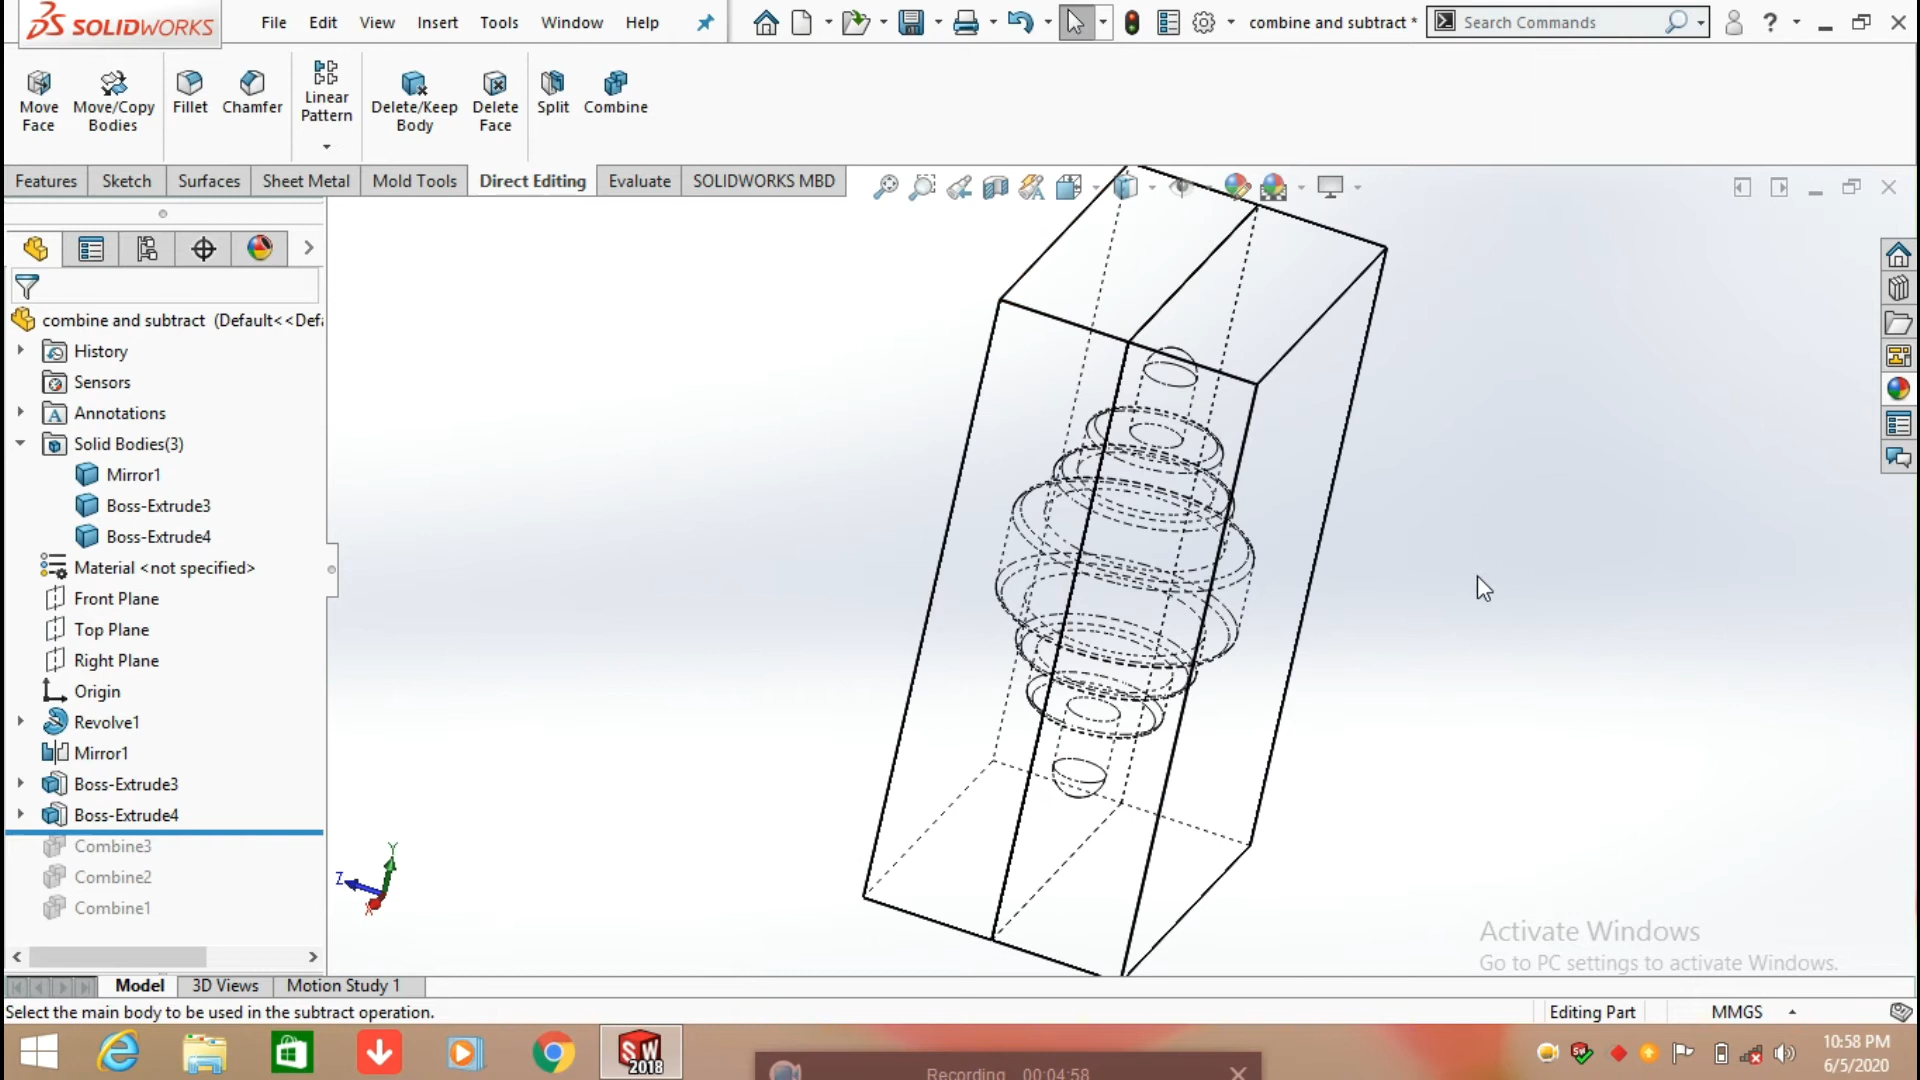 SOLIDWORKS
File Edit View Insert Tools Window Help
combine and subtract *
Search Commands
Move Face
Move/Copy Bodies
Fillet
Chamfer
Linear Pattern
Delete/Keep Body
Delete Face
Split
Combine
Features
Sketch
Surfaces
Sheet Metal
Mold Tools
Direct Editing
Evaluate
SOLIDWORKS MBD
combine and subtract (Default<<Defa
History
Sensors
Annotations
Solid Bodies(3)
Mirror1
Boss-Extrude3
Boss-Extrude4
Material <not specified>
Front Plane
Top Plane
Right Plane
Origin
Revolve1
Mirror1
Boss-Extrude3
Boss-Extrude4
Combine3
Combine2
Combine1
Y
Z
X
Activate Windows
Go to PC settings to activate Windows.
Model
3D Views
Motion Study 1
Select the main body to be used in the subtract operation.
Editing Part
MMGS
SW
2018
Recording 00:04:58
10:58 PM
6/5/2020